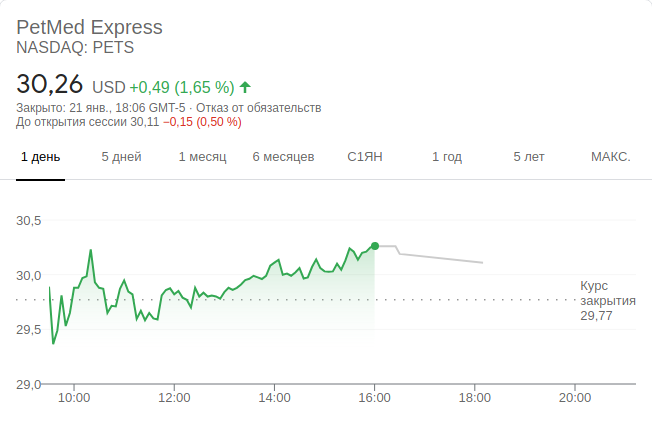 PetMed Express
NASDAQ: PETS
30,26 USD +0,49 (1,65 %)
Закрыто: 21 янв., 18:06 GMT-5 · Отказ от обязательств
До открытия сессии 30,11 −0,15 (0,50 %)
1 день 5 дней 1 месяц 6 месяцев С1ЯН 1 год 5 лет МАКС.
30,5
30,0
Курс
закрытия
29,77
29,5
29,0
10:00 12:00 14:00 16:00 18:00 20:00